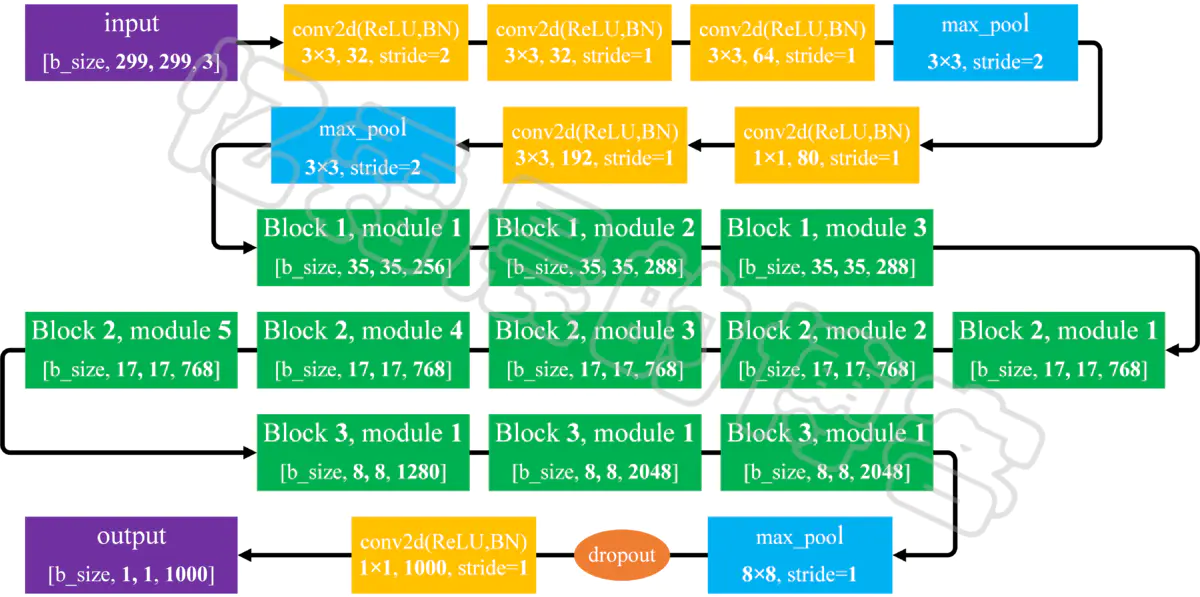 input
[b_size, 299, 299, 3]
conv2d(ReLU,BN)
3×3, 32, stride=2
conv2d(ReLU,BN)
3×3, 32, stride=1
conv2d(ReLU,BN)
3×3, 64, stride=1
max_pool
3×3, stride=2
max_pool
3×3, stride=2
conv2d(ReLU,BN)
3×3, 192, stride=1
conv2d(ReLU,BN)
1×1, 80, stride=1
Block 1, module 1
[b_size, 35, 35, 256]
Block 1, module 2
[b_size, 35, 35, 288]
Block 1, module 3
[b_size, 35, 35, 288]
Block 2, module 5
[b_size, 17, 17, 768]
Block 2, module 4
[b_size, 17, 17, 768]
Block 2, module 3
[b_size, 17, 17, 768]
Block 2, module 2
[b_size, 17, 17, 768]
Block 2, module 1
[b_size, 17, 17, 768]
Block 3, module 1
[b_size, 8, 8, 1280]
Block 3, module 1
[b_size, 8, 8, 2048]
Block 3, module 1
[b_size, 8, 8, 2048]
output
[b_size, 1, 1, 1000]
conv2d(ReLU,BN)
1×1, 1000, stride=1
dropout
max_pool
8×8, stride=1